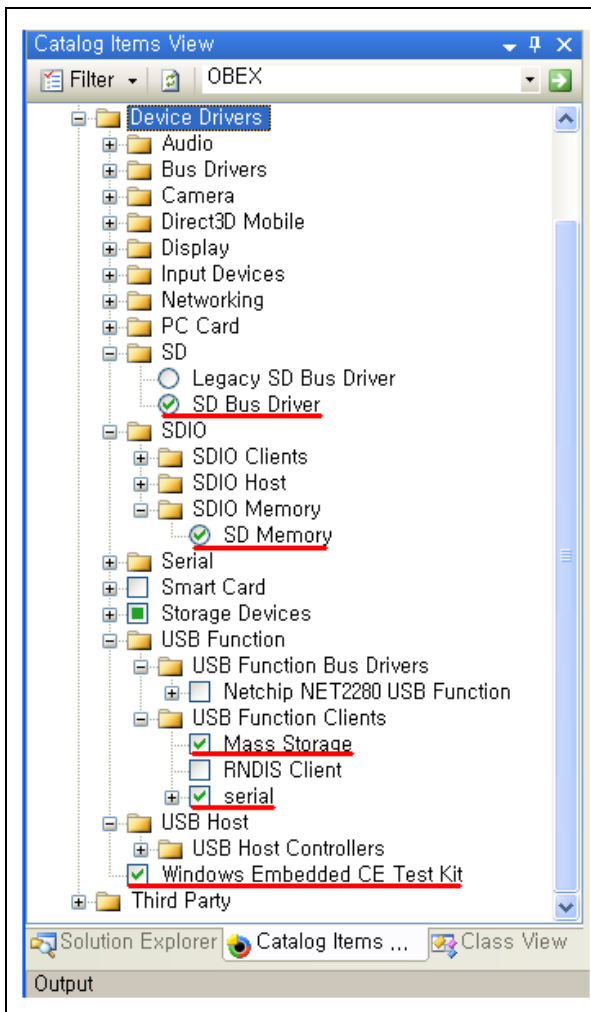 Catalog Items View
Filter
OBEX
Device Drivers
Audio
Bus Drivers
Camera
Direct3D Mobile
Display
Input Devices
Networking
PC Card
SD
Legacy SD Bus Driver
SD Bus Driver
SDIO
SDIO Clients
SDIO Host
SDIO Memory
SD Memory
Serial
Smart Card
Storage Devices
USB Function
USB Function Bus Drivers
Netchip NET2280 USB Function
USB Function Clients
Mass Storage
RNDIS Client
serial
USB Host
USB Host Controllers
Windows Embedded CE Test Kit
Third Party
Solution Explorer Catalog Items ... Class View
Output